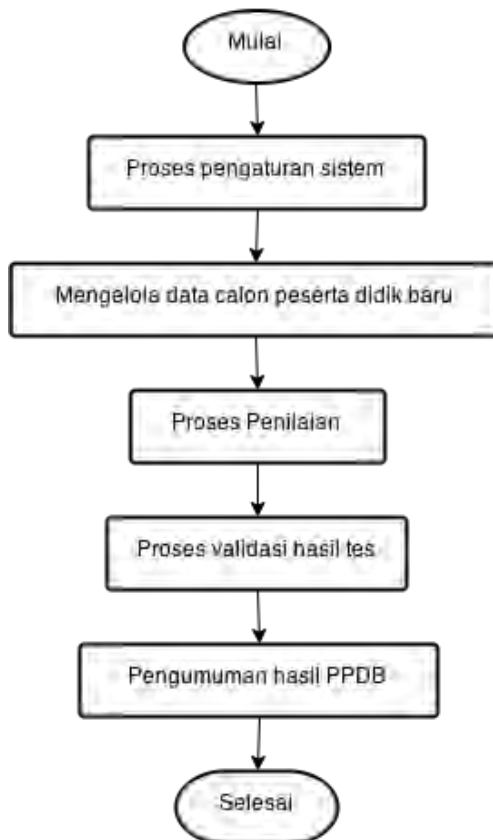 Mulai
Proses pengaturan sistem
Mengelola data calon peserta didik baru
Proses Penilaian
Proses validasi hasil tes
Pengumuman hasil PPDB
Selesai